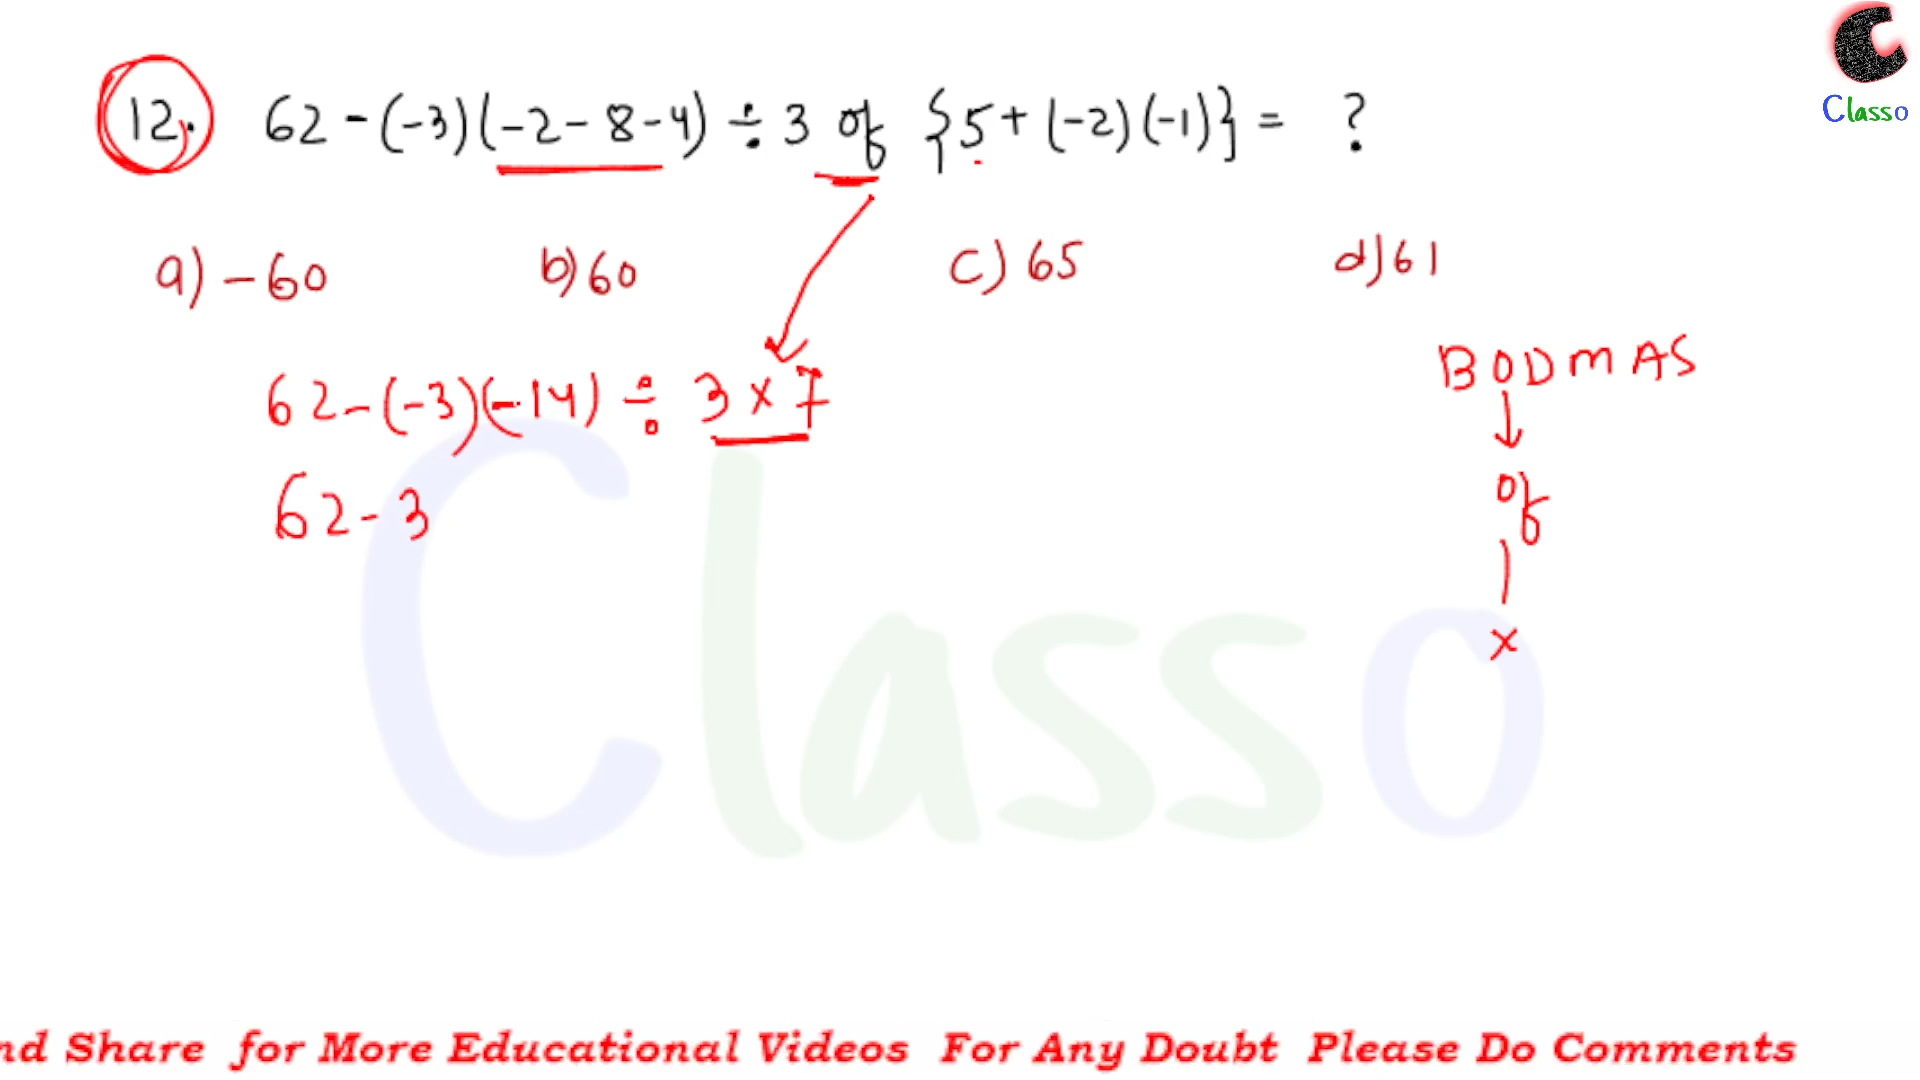 Classo
12. 62 - (-3)(-2-8-4) ÷ 3 of {5+(-2)(-1)} = ?
a) -60 b) 60 c) 65 d) 61
BODMAS
62-(-3)(-14) ÷ 3×7
62-3
of
×
Classo
nd Share for More Educational Videos For Any Doubt Please Do Comments